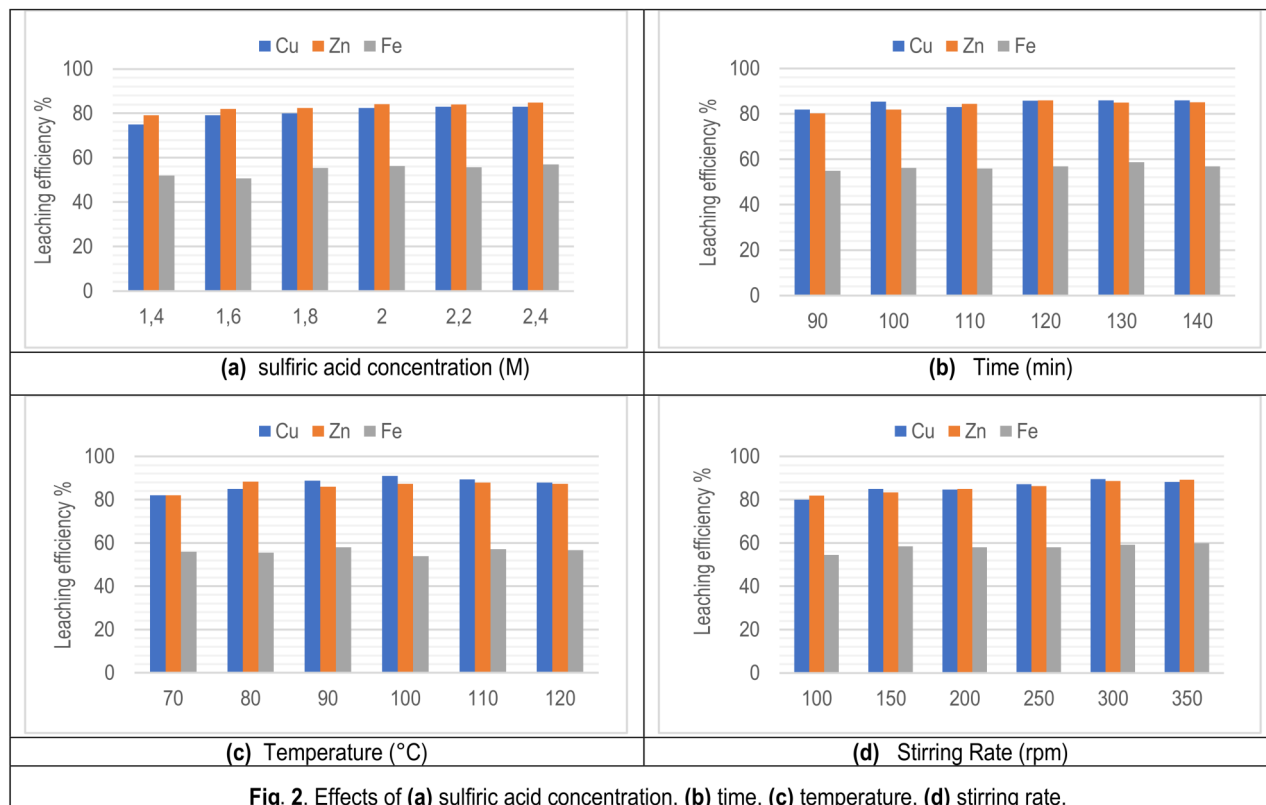 Cu Zn Fe
100
80
60
40
20
0
Leaching efficiency %
1,4 1,6 1,8 2 2,2 2,4
(a) sulfiric acid concentration (M)
Cu Zn Fe
100
80
60
40
20
0
Leaching efficiency %
90 100 110 120 130 140
(b) Time (min)
Cu Zn Fe
100
80
60
40
20
0
Leaching efficiency %
70 80 90 100 110 120
(c) Temperature (°C)
Cu Zn Fe
100
80
60
40
20
0
Leaching efficiency %
100 150 200 250 300 350
(d) Stirring Rate (rpm)
Fig. 2. Effects of (a) sulfiric acid concentration, (b) time, (c) temperature, (d) stirring rate.